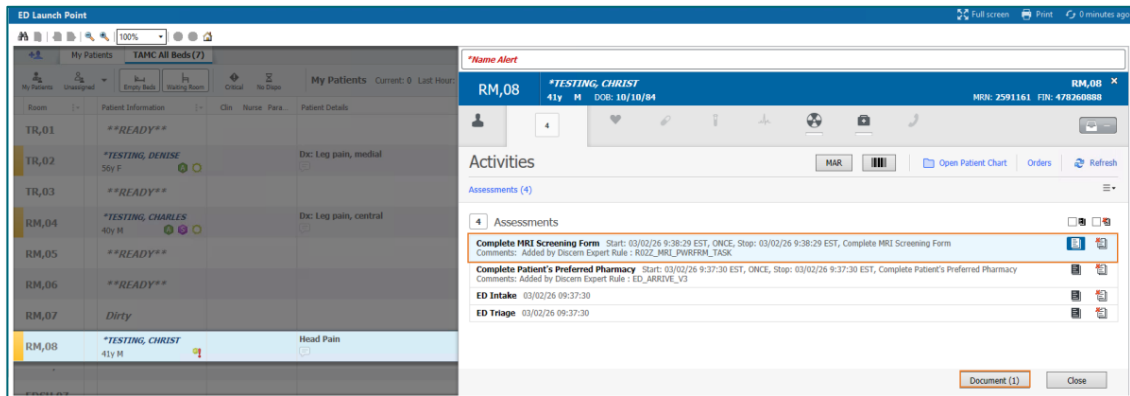 ED Launch Point
Full screen Print 0 minutes ago
100%
My Patients TAMC All Beds (7)
My Patients Unassigned Empty Beds Waiting Room Critical No Dispo My Patients Current: 0 Last Hour:
Room Patient Information Clin Nurse Para... Patient Details
TR,01 **READY**
TR,02 *TESTING, DENISE Dx: Leg pain, medial
56y F
TR,03 **READY**
RM,04 *TESTING, CHARLES Dx: Leg pain, central
40y M
RM,05 **READY**
RM,06 **READY**
RM,07 Dirty
RM,08 *TESTING, CHRIST Head Pain
41y M
*Name Alert
RM,08 *TESTING, CHRIST RM,08 ×
41y M DOB: 10/10/84 MRN: 2591161 FIN: 478260888
4
Activities MAR Open Patient Chart Orders Refresh
Assessments (4)
4 Assessments
Complete MRI Screening Form Start: 03/02/26 9:38:29 EST, ONCE, Stop: 03/02/26 9:38:29 EST, Complete MRI Screening Form
Comments: Added by Discern Expert Rule : R02Z_MRI_PWRFRM_TASK
Complete Patient's Preferred Pharmacy Start: 03/02/26 9:37:30 EST, ONCE, Stop: 03/02/26 9:37:30 EST, Complete Patient's Preferred Pharmacy
Comments: Added by Discern Expert Rule : ED_ARRIVE_V3
ED Intake 03/02/26 09:37:30
ED Triage 03/02/26 09:37:30
Document (1) Close